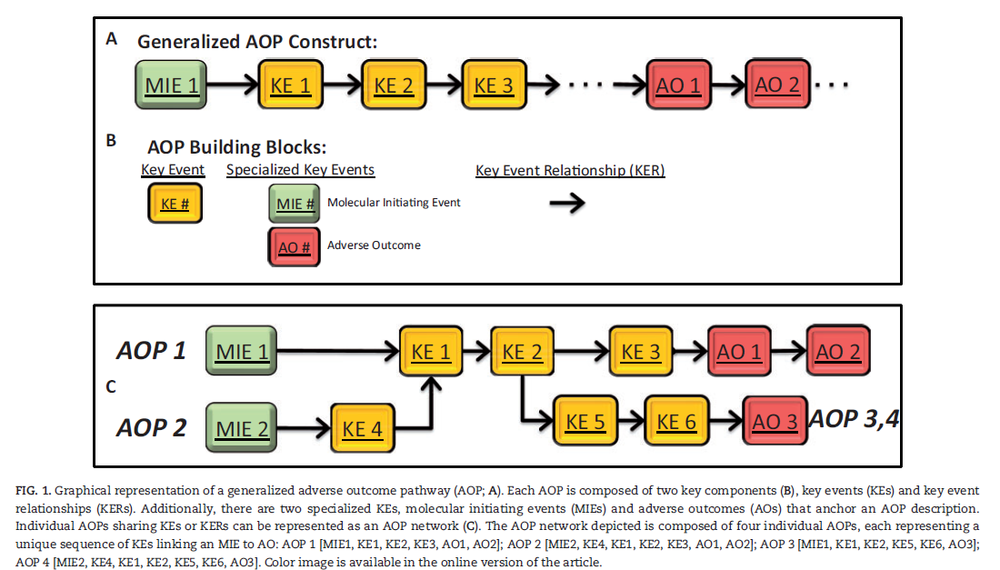 A Generalized AOP Construct:
MIE 1 KE 1 KE 2 KE 3 · · · · AO 1 AO 2 · · ·
B AOP Building Blocks:
Key Event Specialized Key Events Key Event Relationship (KER)
KE # MIE # Molecular Initiating Event
AO # Adverse Outcome
AOP 1 MIE 1 KE 1 KE 2 KE 3 AO 1 AO 2
C
AOP 2 MIE 2 KE 4 KE 5 KE 6 AO 3 AOP 3,4
FIG. 1. Graphical representation of a generalized adverse outcome pathway (AOP; A). Each AOP is composed of two key components (B), key events (KEs) and key event
relationships (KERs). Additionally, there are two specialized KEs, molecular initiating events (MIEs) and adverse outcomes (AOs) that anchor an AOP description.
Individual AOPs sharing KEs or KERs can be represented as an AOP network (C). The AOP network depicted is composed of four individual AOPs, each representing a
unique sequence of KEs linking an MIE to AO: AOP 1 [MIE1, KE1, KE2, KE3, AO1, AO2]; AOP 2 [MIE2, KE4, KE1, KE2, KE3, AO1, AO2]; AOP 3 [MIE1, KE1, KE2, KE5, KE6, AO3];
AOP 4 [MIE2, KE4, KE1, KE2, KE5, KE6, AO3]. Color image is available in the online version of the article.